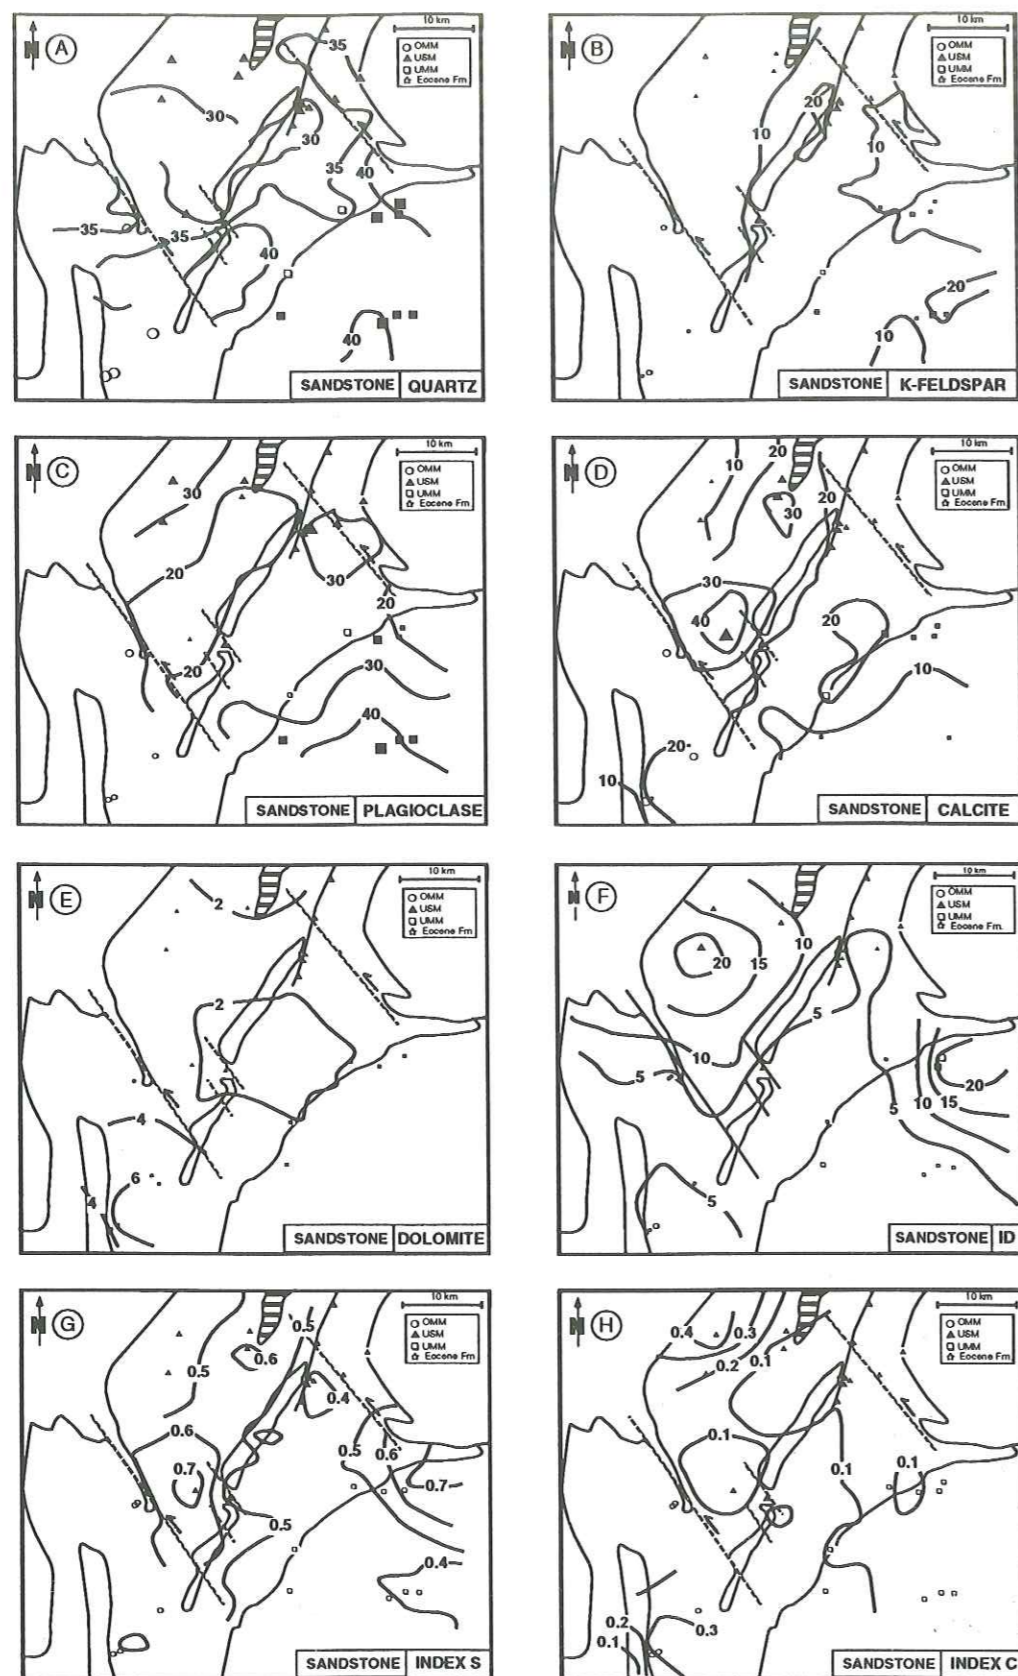 A
N
10 km
OMM
USM
UMM
Eocene Fm
35
30
30
35
40
35
35
40
40
SANDSTONE QUARTZ
B
N
10 km
OMM
USM
UMM
Eocene Fm
20
10
10
20
10
SANDSTONE K-FELDSPAR
C
N
10 km
OMM
USM
UMM
Eocene Fm
30
20
30
20
20
30
40
SANDSTONE PLAGIOCLASE
D
N
10 km
OMM
USM
UMM
Eocene Fm
20
10
20
30
30
40
20
10
20
10
SANDSTONE CALCITE
E
N
10 km
OMM
USM
UMM
Eocene Fm
2
2
4
6
4
SANDSTONE DOLOMITE
F
N
10 km
OMM
USM
UMM
Eocene Fm.
10
15
20
5
10
5
20
5 10 15
5
SANDSTONE ID
G
N
10 km
OMM
USM
UMM
Eocene Fm
0.5
0.6
0.5
0.4
0.6
0.5
0.6
0.7
0.7
0.5
0.4
SANDSTONE INDEX S
H
N
10 km
OMM
USM
UMM
Eocene Fm
0.4
0.3
0.2
0.1
0.1
0.1
0.1
0.2
0.3
0.1
SANDSTONE INDEX C